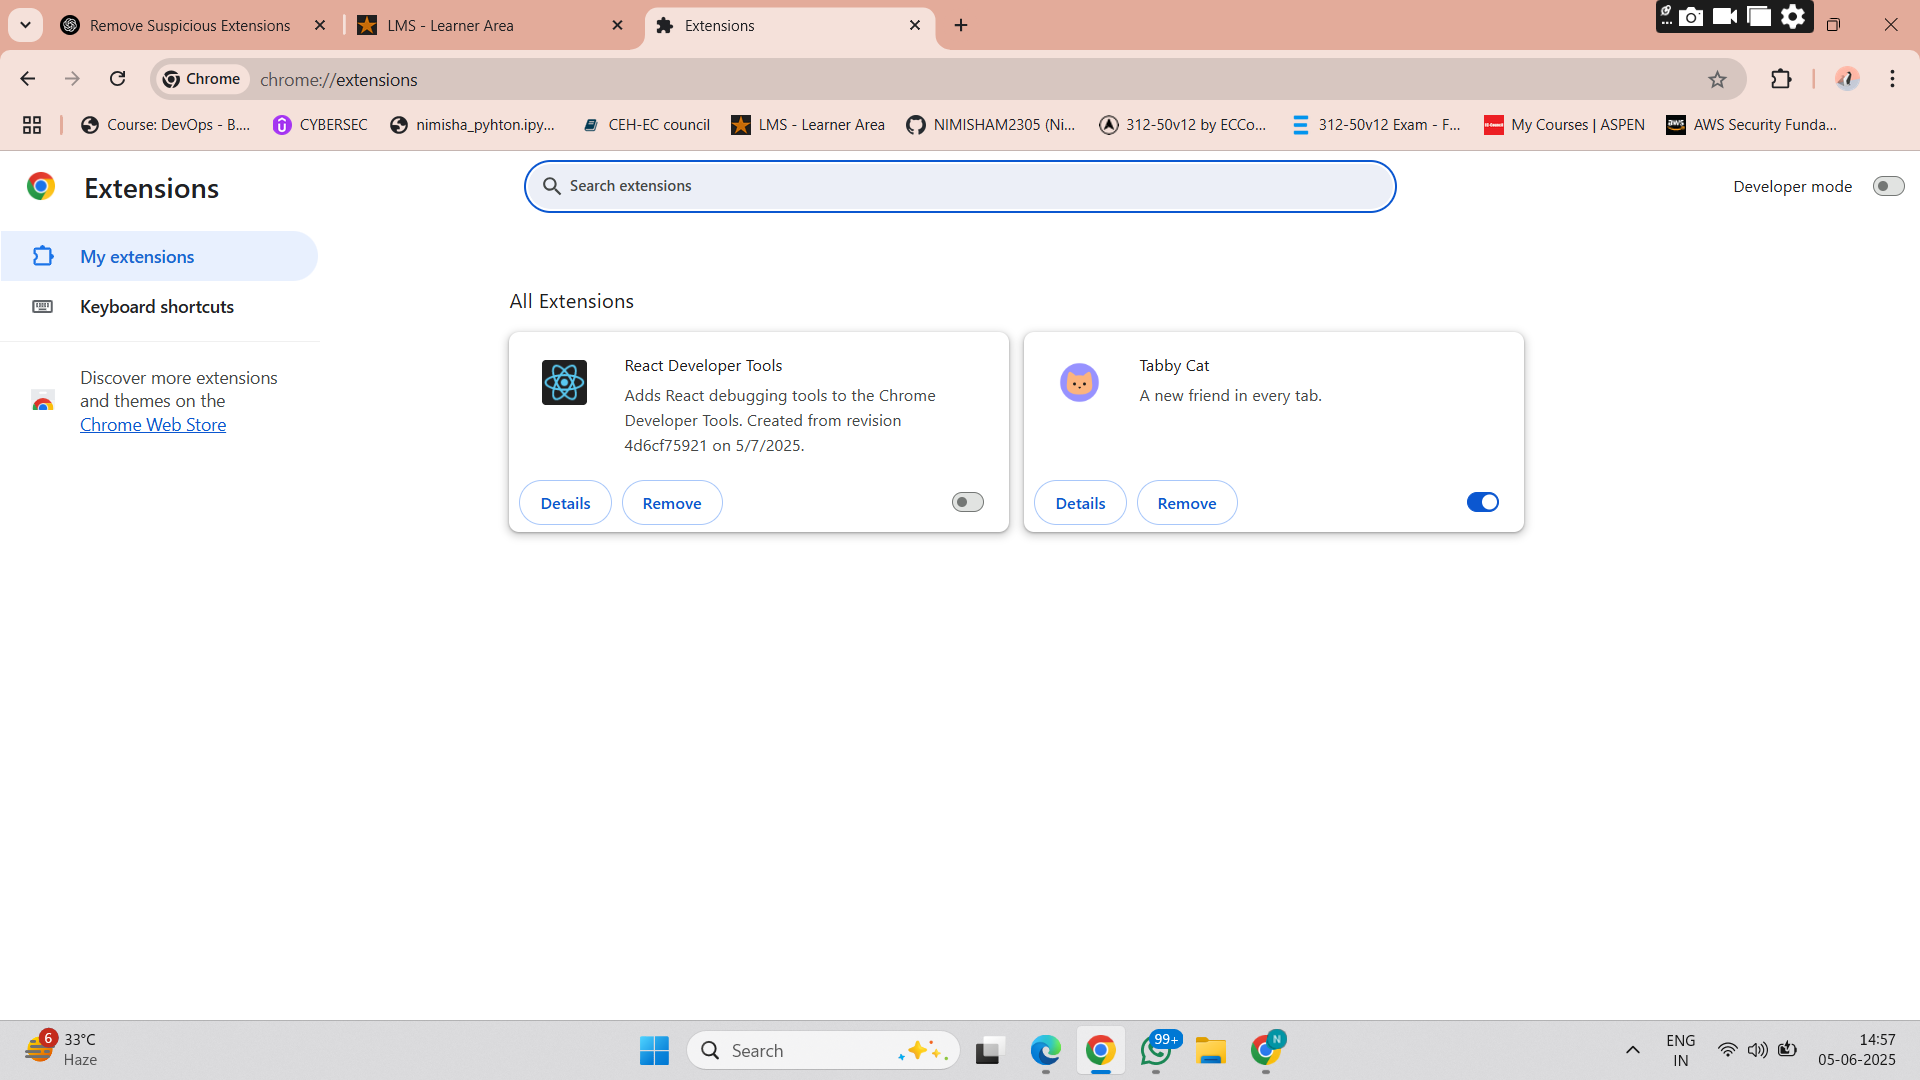 Remove Suspicious Extensions
LMS - Learner Area
Extensions
Chrome
chrome://extensions
Course: DevOps - B....
CYBERSEC
nimisha_pyhton.ipy...
CEH-EC council
LMS - Learner Area
NIMISHAM2305 (Ni...
312-50v12 by ECCo...
312-50v12 Exam - F...
My Courses | ASPEN
aws
AWS Security Funda...
Extensions
Search extensions
Developer mode
My extensions
Keyboard shortcuts
Discover more extensions
and themes on the
Chrome Web Store
All Extensions
React Developer Tools
Adds React debugging tools to the Chrome
Developer Tools. Created from revision
4d6cf75921 on 5/7/2025.
Details
Remove
Tabby Cat
A new friend in every tab.
Details
Remove
6
33°C
Haze
Search
99+
N
ENG
IN
14:57
05-06-2025